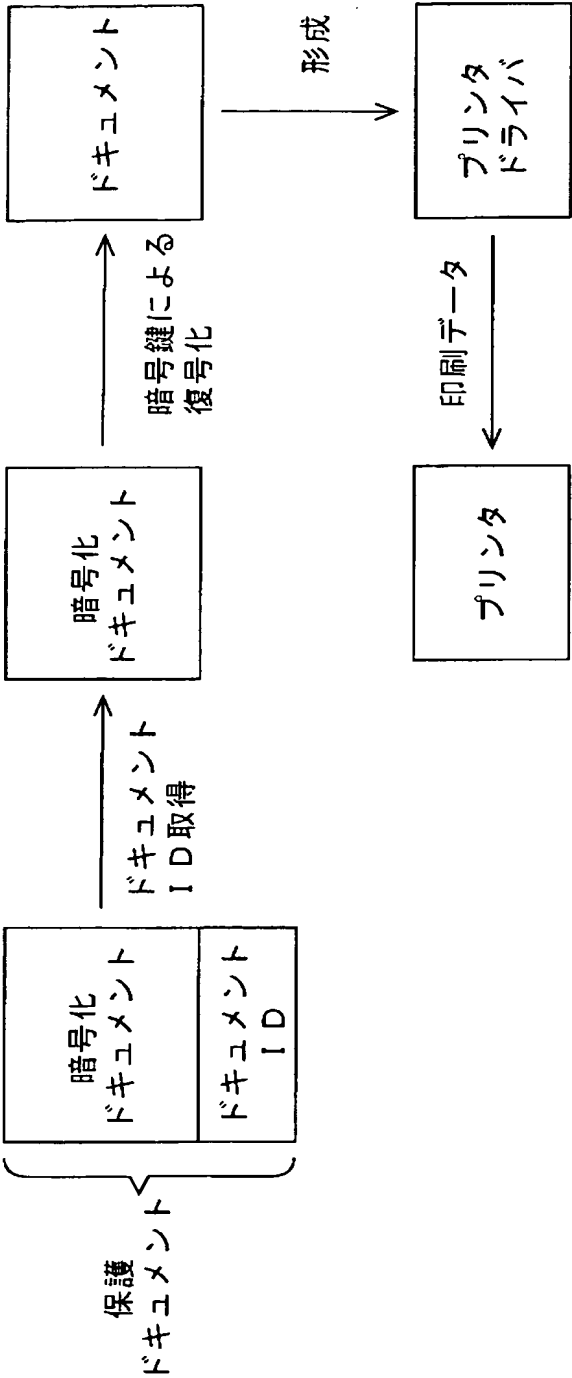 保護
ドキュメント
暗号化
ドキュメント
ドキュメント
ID
ドキュメント
ID取得
暗号化
ドキュメント
暗号鍵による
復号化
ドキュメント
形成
プリンタ
ドライバ
印刷データ
プリンタ